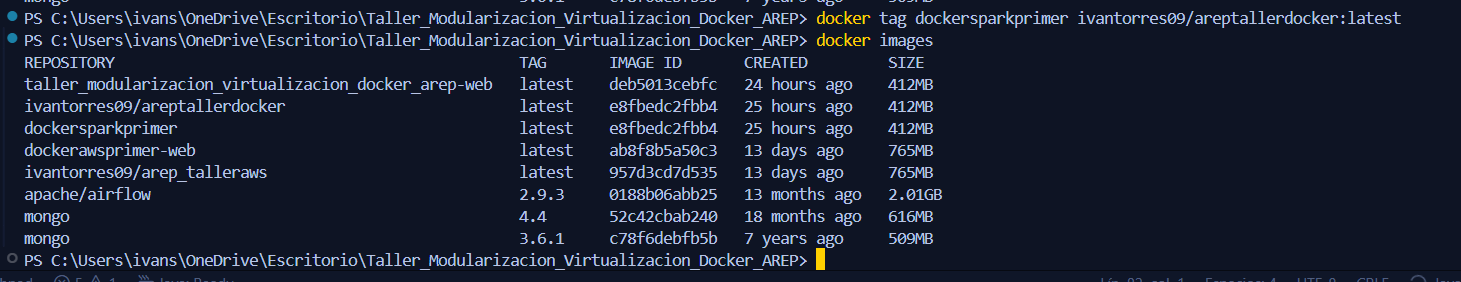 PS C:\Users\ivans\OneDrive\Escritorio\Taller_Modularizacion_Virtualizacion_Docker_AREP> docker tag dockersparkprimer ivantorres09/areptallerdocker:latest
PS C:\Users\ivans\OneDrive\Escritorio\Taller_Modularizacion_Virtualizacion_Docker_AREP> docker images
REPOSITORY TAG IMAGE ID CREATED SIZE
taller_modularizacion_virtualizacion_docker_arep-web latest deb5013cebfc 24 hours ago 412MB
ivantorres09/areptallerdocker latest e8fbedc2fbb4 25 hours ago 412MB
dockersparkprimer latest e8fbedc2fbb4 25 hours ago 412MB
dockerawsprimer-web latest ab8f8b5a50c3 13 days ago 765MB
ivantorres09/arep_talleraws latest 957d3cd7d535 13 days ago 765MB
apache/airflow 2.9.3 0188b06abb25 13 months ago 2.01GB
mongo 4.4 52c42cbab240 18 months ago 616MB
mongo 3.6.1 c78f6debfb5b 7 years ago 509MB
PS C:\Users\ivans\OneDrive\Escritorio\Taller_Modularizacion_Virtualizacion_Docker_AREP>